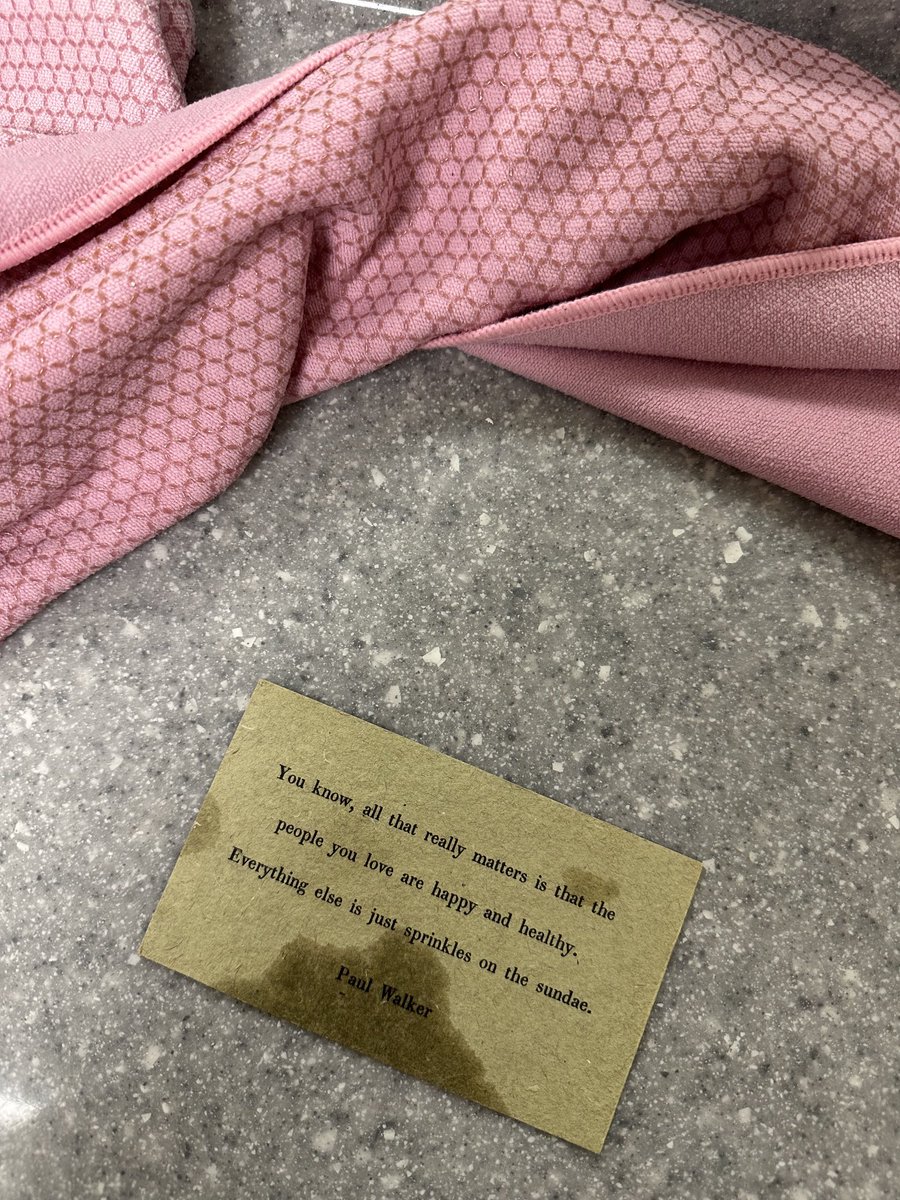 You know, all that really matters is that the
people you love are happy and healthy.
Everything else is just sprinkles on the sundae.
Paul Walker